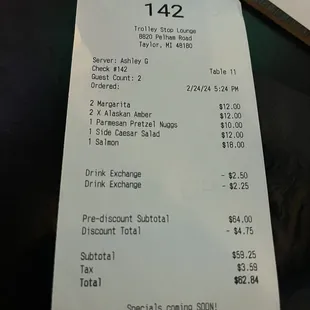 142
Trolley Stop Lounge
8820 Pelham Road
Taylor, MI 48180
Server: Ashley G
Check #142 Table 11
Guest Count: 2
Ordered: 2/24/24 5:24 PM
2 Margarita $12.00
2 X Alaskan Amber $12.00
1 Parmesan Pretzel Nuggs $10.00
1 Side Caesar Salad $12.00
1 Salmon $18.00
Drink Exchange - $2.50
Drink Exchange - $2.25
Pre-discount Subtotal $64.00
Discount Total - $4.75
Subtotal $59.25
Tax $3.59
Total $62.84
Specials coming SOON!